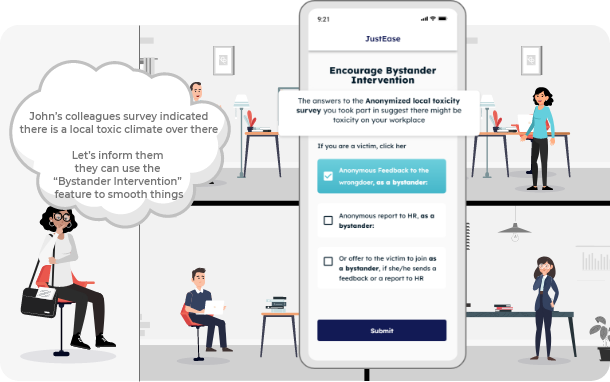 9:21
JustEase
Encourage Bystander
Intervention
The answers to the Anonymized local toxicity
survey you took part in suggest there might be
toxicity on your workplace
If you are a victim, click her
Anonymous Feedback to the
wrongdoer, as a bystander:
Anonymous report to HR, as a
bystander:
Or offer to the victim to join as
a bystander, if she/he sends a
feedback or a report to HR
Submit
John's colleagues survey indicated
there is a local toxic climate over there
Let's inform them
they can use the
“Bystander Intervention”
feature to smooth things